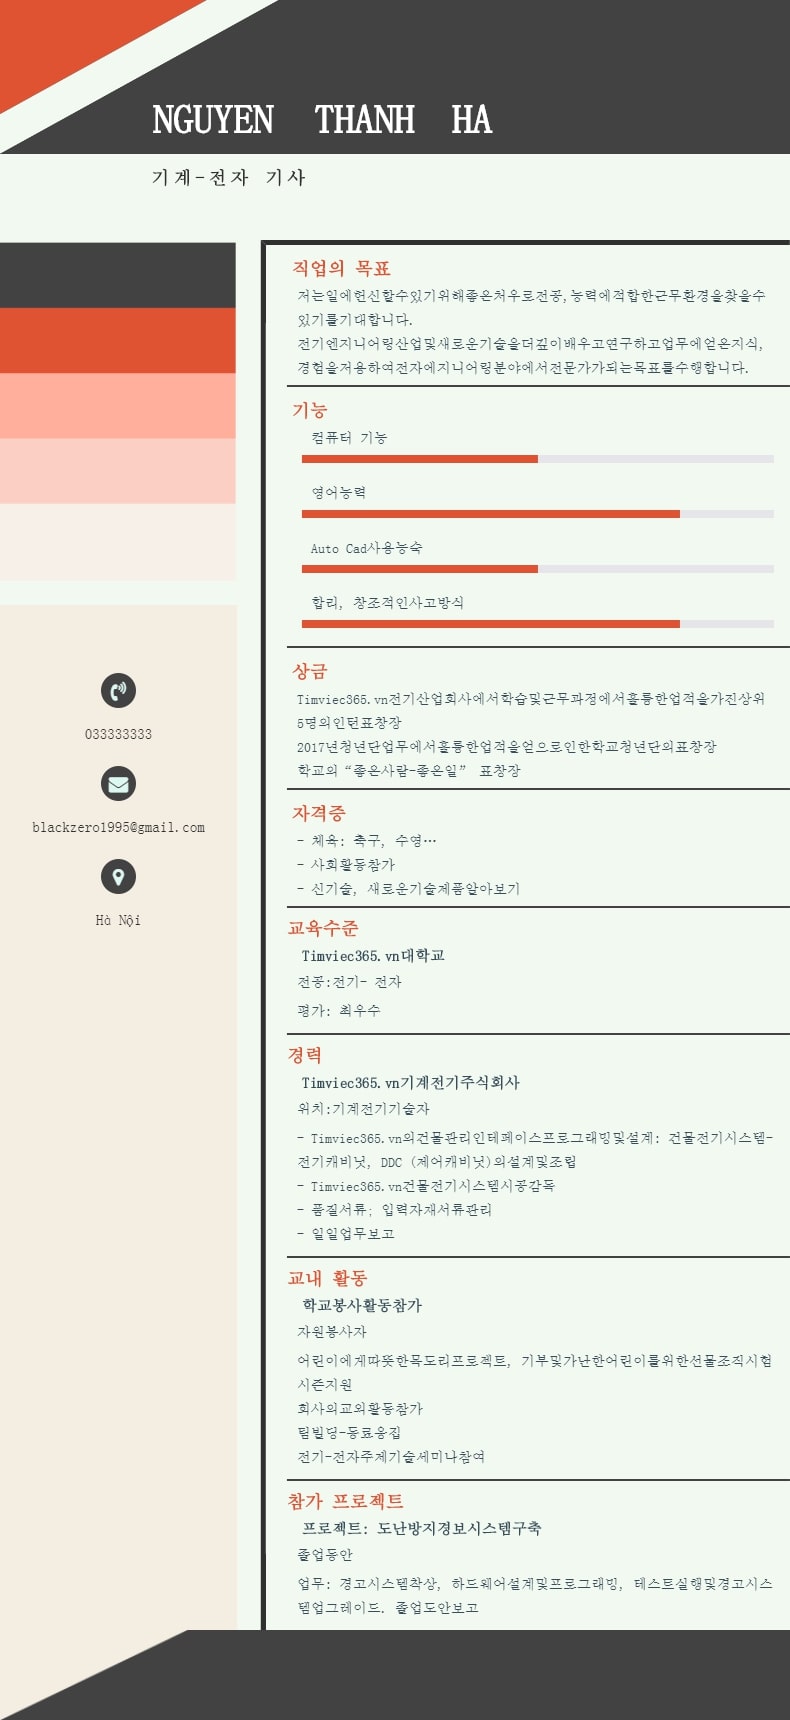 NGUYEN THANH HA
기계-전자 기사
033333333
blackzero1995@gmail.com
Hà Nội
직업의 목표
저는일에헌신할수있기위해좋은처우로전공, 능력에적합한근무환경을찾을수
있기를기대합니다.
전기엔지니어링산업및새로운기술을더깊이배우고연구하고업무에얻은지식,
경험을저용하여전자에지니어링분야에서전문가가되는목표를수행합니다.
기능
컴퓨터 기능
영어능력
Auto Cad사용능숙
합리, 창조적인사고방식
상금
Timviec365.vn전기산업회사에서학습및근무과정에서훌륭한업적을가진상위
5명의인턴표창장
2017년청년단업무에서훌륭한업적을얻으로인한학교청년단의표창장
학교의 “좋은사람-좋은일” 표창장
자격증
- 체육: 축구, 수영…
- 사회활동참가
- 신기술, 새로운기술제품알아보기
교육수준
Timviec365.vn대학교
전공:전기- 전자
평가: 최우수
경력
Timviec365.vn기계전기주식회사
위치:기계전기기술자
- Timviec365.vn의건물관리인테페이스프로그래밍및설계: 건물전기시스템-
전기캐비닛, DDC (제어캐비닛)의설계및조립
- Timviec365.vn건물전기시스템시공감독
- 품질서류; 입력자재서류관리
- 일일업무보고
교내 활동
학교봉사활동참가
자원봉사자
어린이에게따뜻한목도리프로젝트, 기부및가난한어린이를위한선물조직시험
시즌지원
회사의교외활동참가
팀빌딩-동료응집
전기-전자주제기술세미나참여
참가 프로젝트
프로젝트: 도난방지경보시스템구축
졸업동안
업무: 경고시스템착상, 하드웨어설계및프로그래밍, 테스트실행및경고시스
템업그레이드. 졸업도안보고